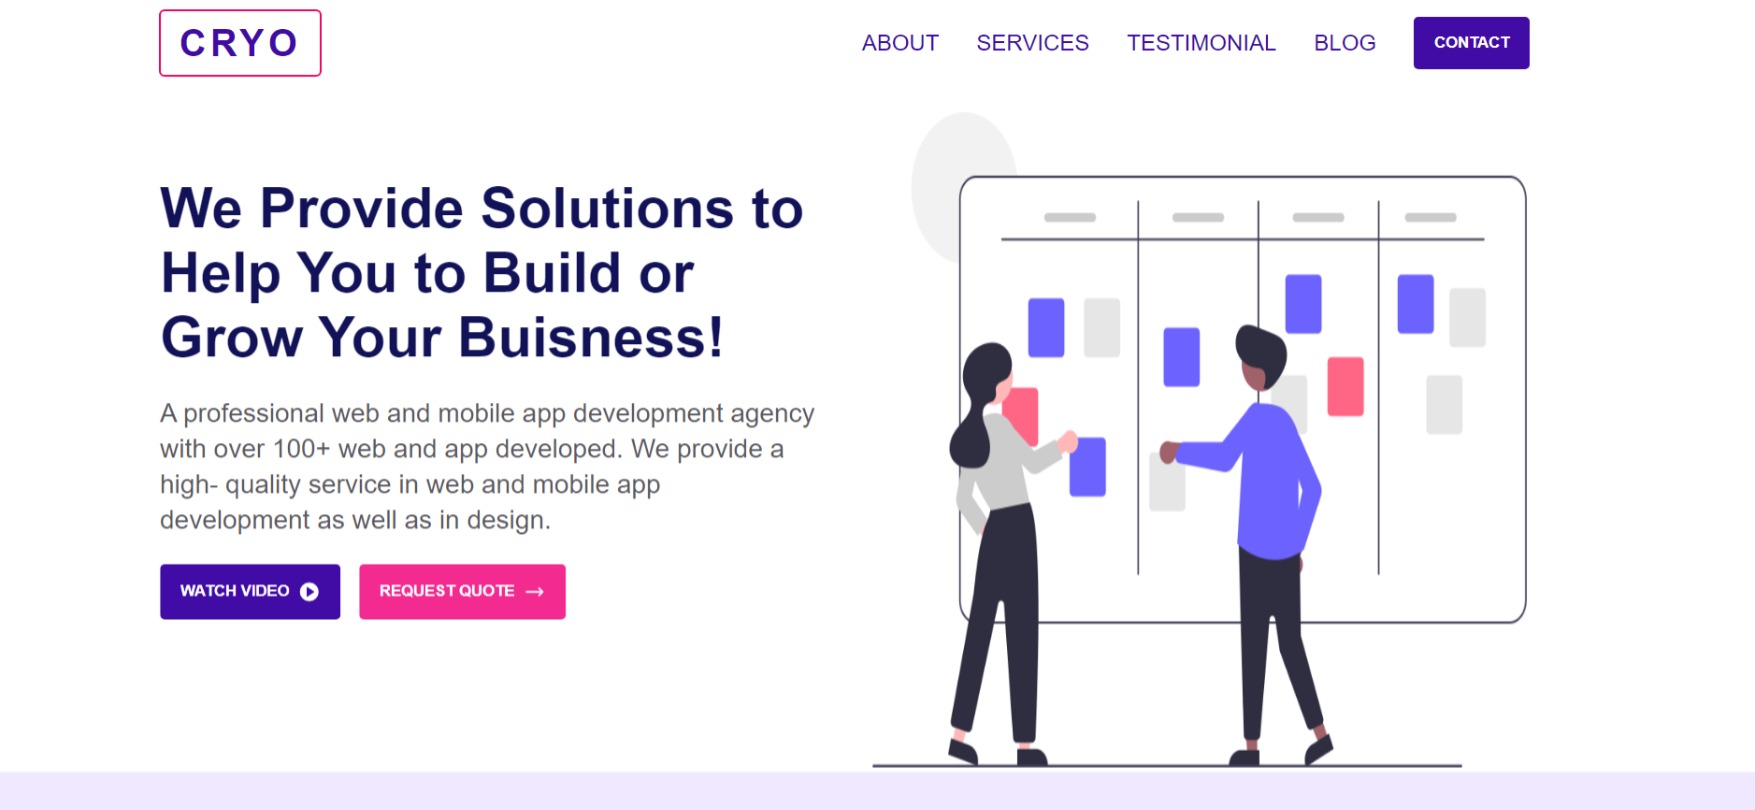 CRYO
ABOUT SERVICES TESTIMONIAL BLOG CONTACT
We Provide Solutions to
Help You to Build or
Grow Your Buisness!
A professional web and mobile app development agency
with over 100+ web and app developed. We provide a
high- quality service in web and mobile app
development as well as in design.
WATCH VIDEO REQUEST QUOTE →